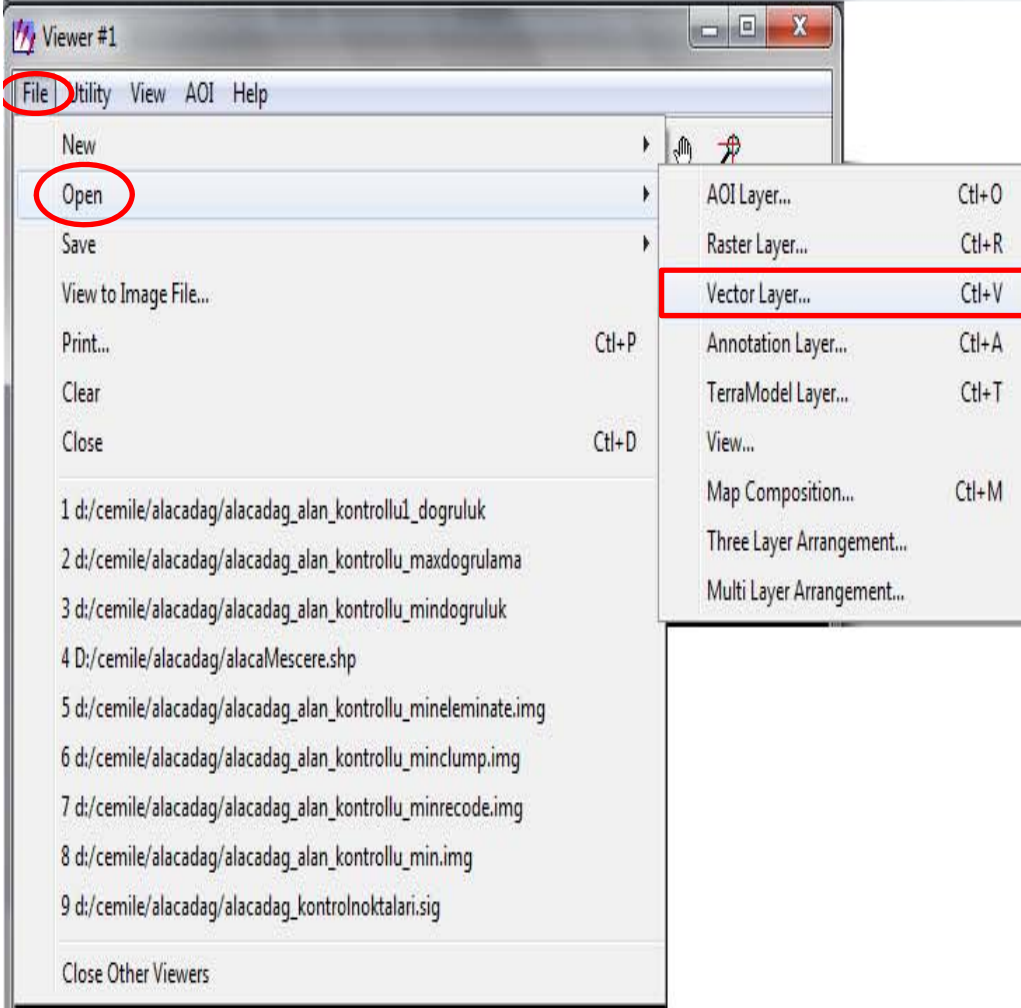 Viewer #1
File Utility View AOI Help
New
Open
Save
View to Image File...
Print... Ctl+P
Clear
Close Ctl+D
1 d:/cemile/alacadag/alacadag_alan_kontrollu1_dogruluk
2 d:/cemile/alacadag/alacadag_alan_kontrollu_maxdogrulama
3 d:/cemile/alacadag/alacadag_alan_kontrollu_mindogruluk
4 D:/cemile/alacadag/alacaMescere.shp
5 d:/cemile/alacadag/alacadag_alan_kontrollu_mineleminate.img
6 d:/cemile/alacadag/alacadag_alan_kontrollu_minclump.img
7 d:/cemile/alacadag/alacadag_alan_kontrollu_minrecode.img
8 d:/cemile/alacadag/alacadag_alan_kontrollu_min.img
9 d:/cemile/alacadag/alacadag_kontrolnoktalari.sig
Close Other Viewers
AOI Layer... Ctl+O
Raster Layer... Ctl+R
Vector Layer... Ctl+V
Annotation Layer... Ctl+A
TerraModel Layer... Ctl+T
View...
Map Composition... Ctl+M
Three Layer Arrangement...
Multi Layer Arrangement...